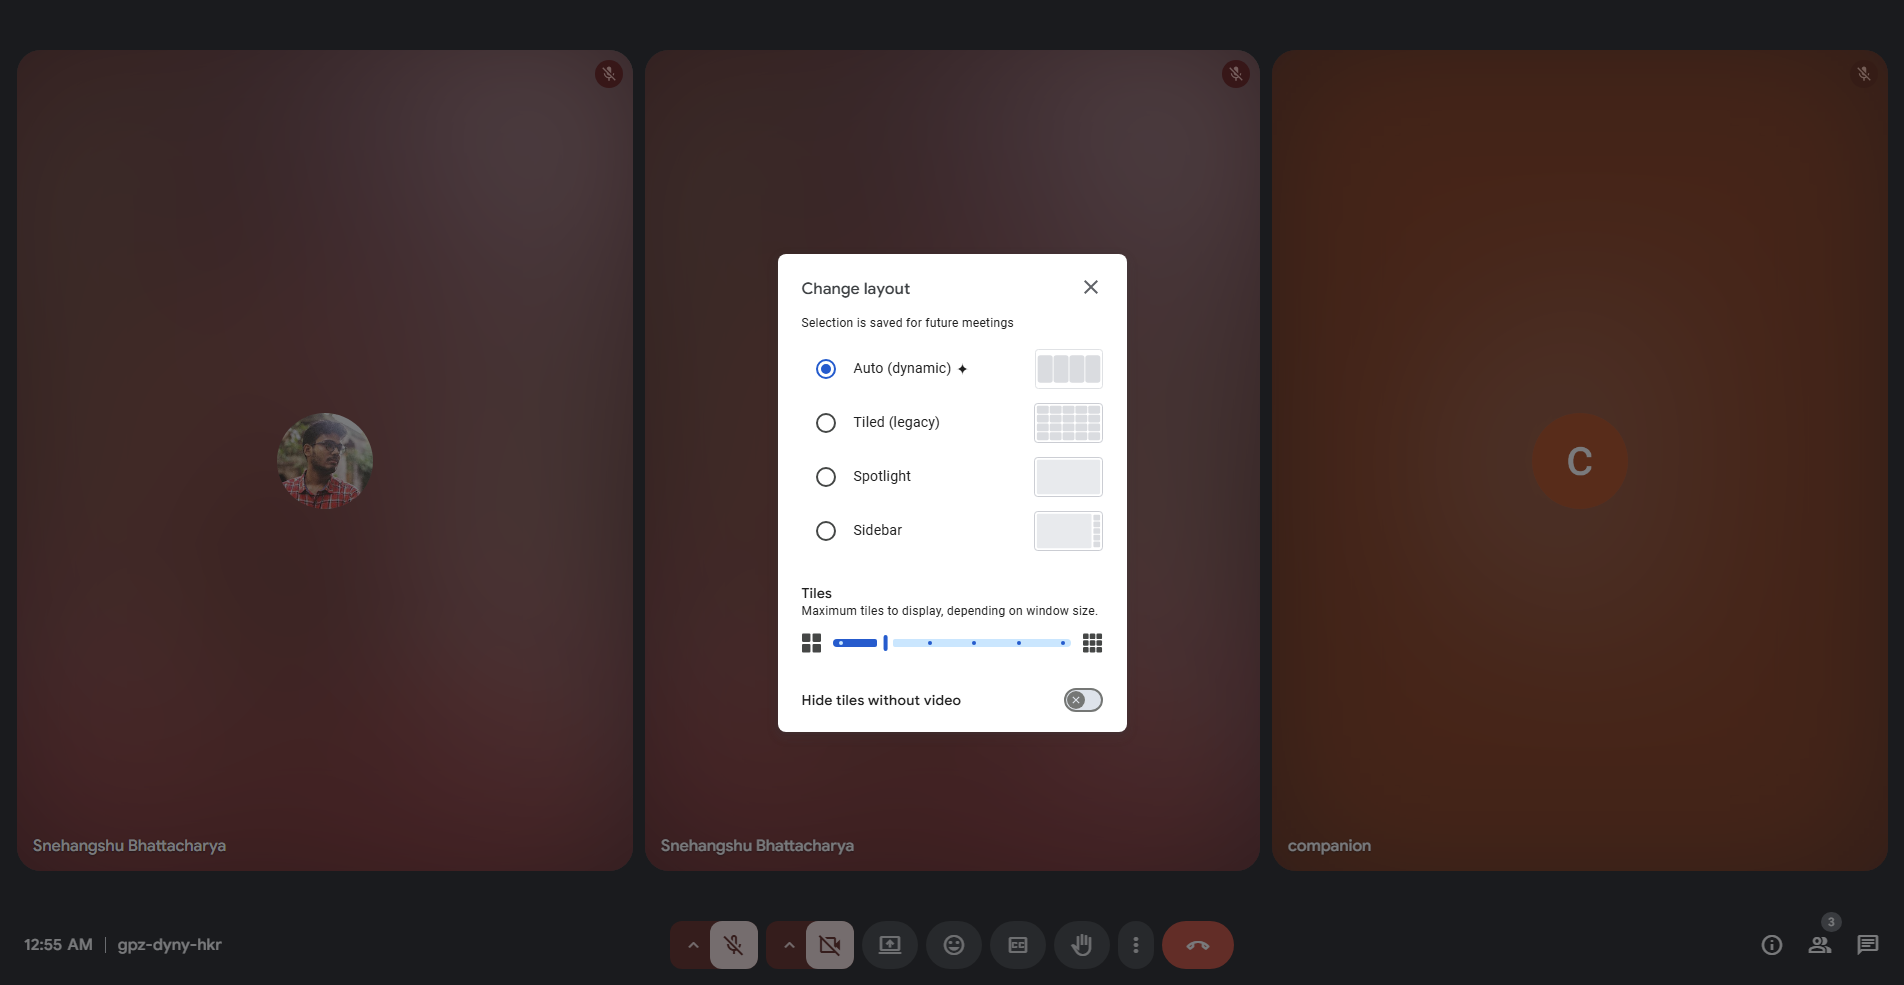 Change layout
Selection is saved for future meetings
Auto (dynamic)
Tiled (legacy)
Spotlight
Sidebar
Tiles
Maximum tiles to display, depending on window size.
Hide tiles without video
C
Snehangshu Bhattacharya
Snehangshu Bhattacharya
companion
12:55 AM | gpz-dyny-hkr
CC
3